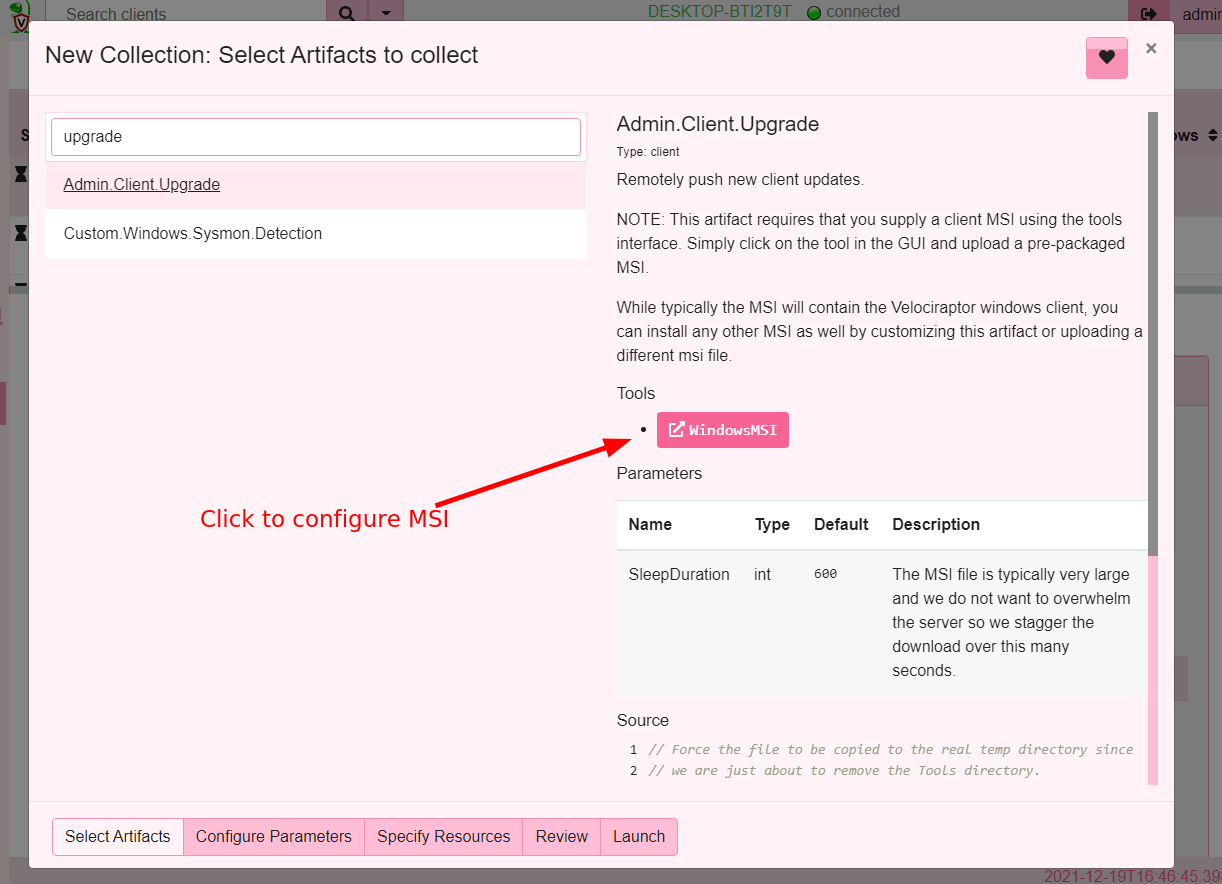 Search clients
DESKTOP-BTI2T9T connected
admin
New Collection: Select Artifacts to collect
×
upgrade
Admin.Client.Upgrade
Custom.Windows.Sysmon.Detection
Admin.Client.Upgrade
Type: client
Remotely push new client updates.
NOTE: This artifact requires that you supply a client MSI using the tools
interface. Simply click on the tool in the GUI and upload a pre-packaged
MSI.
While typically the MSI will contain the Velociraptor windows client, you
can install any other MSI as well by customizing this artifact or uploading a
different msi file.
Tools
WindowsMSI
Click to configure MSI
Parameters
Name Type Default Description
SleepDuration int 600 The MSI file is typically very large
and we do not want to overwhelm
the server so we stagger the
download over this many
seconds.
Source
1 // Force the file to be copied to the real temp directory since
2 // we are just about to remove the Tools directory.
Select Artifacts Configure Parameters Specify Resources Review Launch
2021-12-19T16:46:45.39